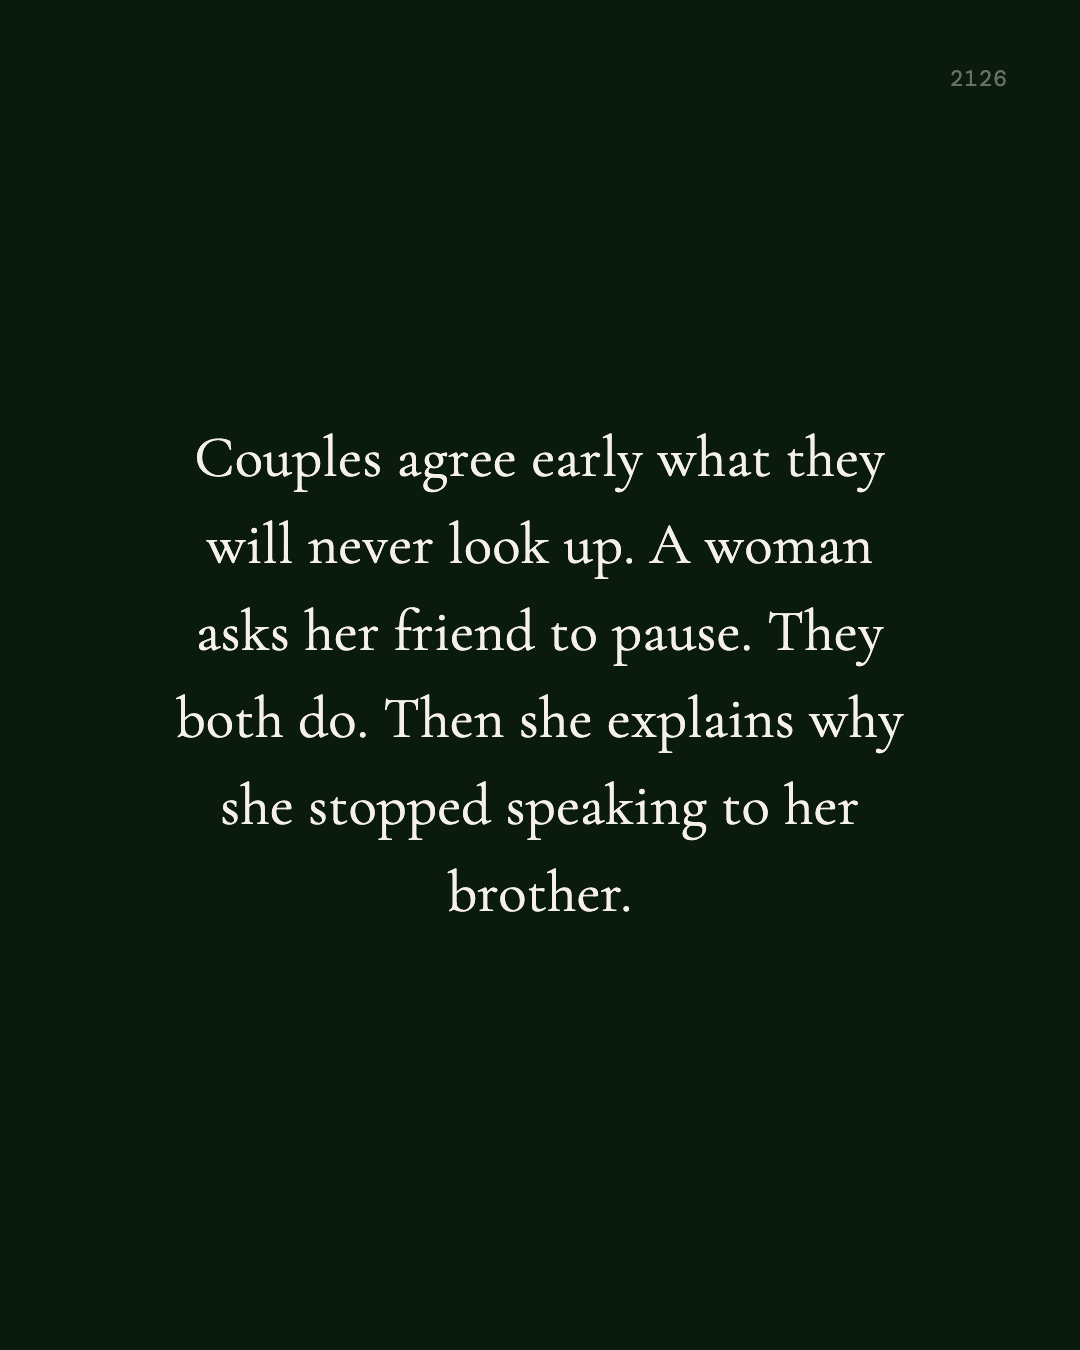 2126
Couples agree early what they
will never look up. A woman
asks her friend to pause. They
both do. Then she explains why
she stopped speaking to her
brother.